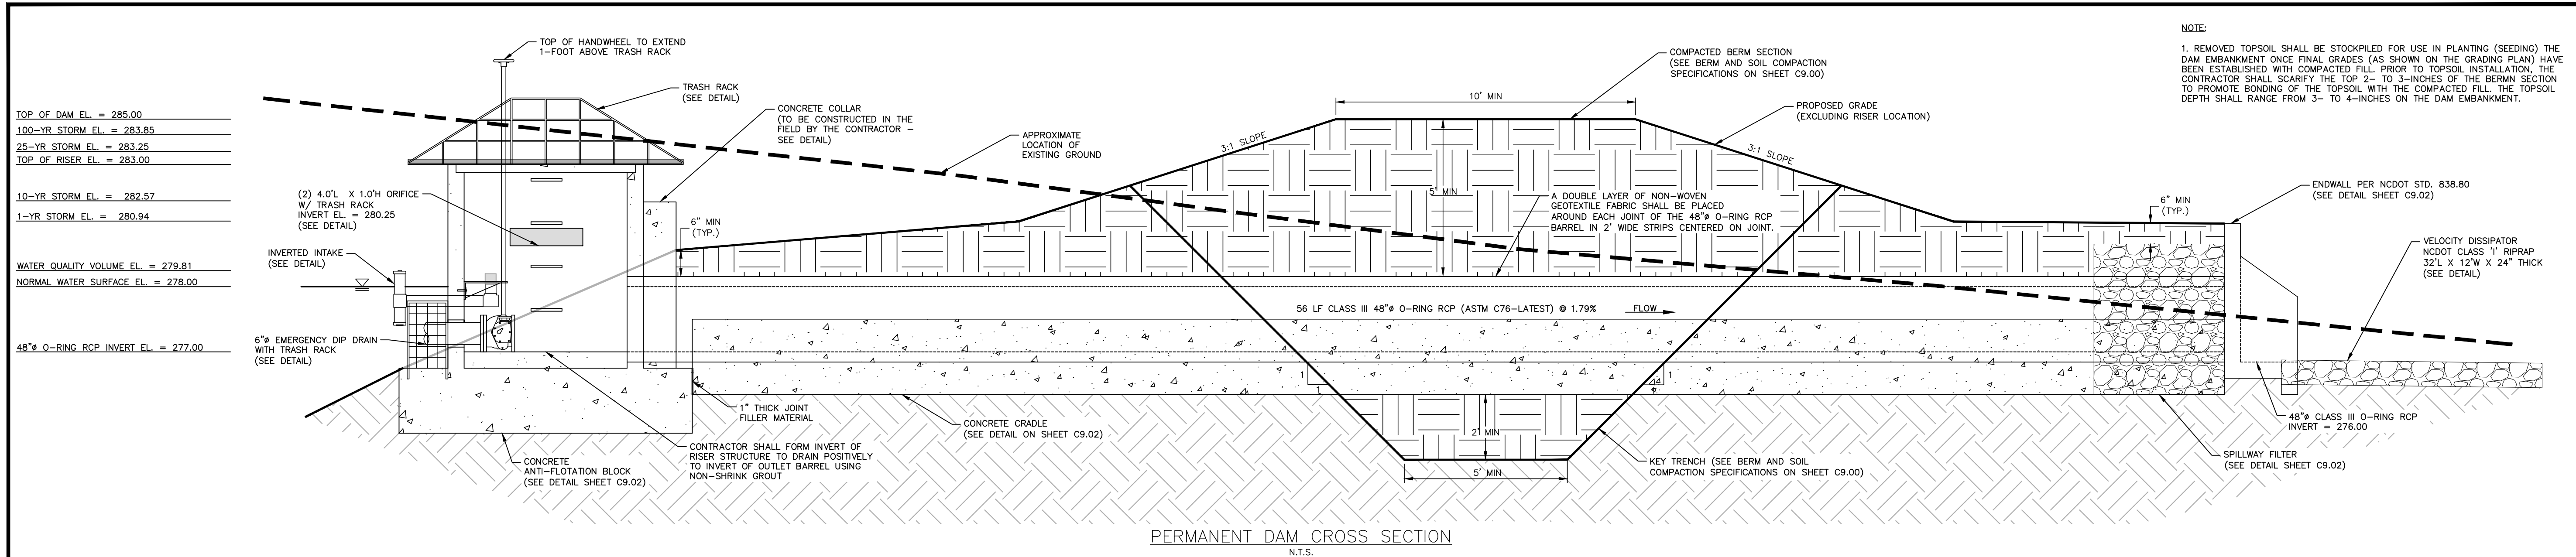 TOP OF DAM EL. = 285.00
100-YR STORM EL. = 283.85
25-YR STORM EL. = 283.25
TOP OF RISER EL. = 283.00
10-YR STORM EL. = 282.57
1-YR STORM EL. = 280.94
WATER QUALITY VOLUME EL. = 279.81
NORMAL WATER SURFACE EL. = 278.00
48"ø O-RING RCP INVERT EL. = 277.00
TOP OF HANDWHEEL TO EXTEND
1-FOOT ABOVE TRASH RACK
TRASH RACK
(SEE DETAIL)
CONCRETE COLLAR
(TO BE CONSTRUCTED IN THE
FIELD BY THE CONTRACTOR -
SEE DETAIL)
APPROXIMATE
LOCATION OF
EXISTING GROUND
(2) 4.0'L X 1.0'H ORIFICE
W/ TRASH RACK
INVERT EL. = 280.25
(SEE DETAIL)
INVERTED INTAKE
(SEE DETAIL)
6"ø EMERGENCY DIP DRAIN
WITH TRASH RACK
(SEE DETAIL)
6" MIN
(TYP.)
1" THICK JOINT
FILLER MATERIAL
CONTRACTOR SHALL FORM INVERT OF
RISER STRUCTURE TO DRAIN POSITIVELY
TO INVERT OF OUTLET BARREL USING
NON-SHRINK GROUT
CONCRETE
ANTI-FLOTATION BLOCK
(SEE DETAIL SHEET C9.02)
CONCRETE CRADLE
(SEE DETAIL ON SHEET C9.02)
3:1 SLOPE
10' MIN
COMPACTED BERM SECTION
(SEE BERM AND SOIL COMPACTION
SPECIFICATIONS ON SHEET C9.00)
PROPOSED GRADE
(EXCLUDING RISER LOCATION)
3:1 SLOPE
5' MIN
A DOUBLE LAYER OF NON-WOVEN
GEOTEXTILE FABRIC SHALL BE PLACED
AROUND EACH JOINT OF THE 48"ø O-RING RCP
BARREL IN 2' WIDE STRIPS CENTERED ON JOINT.
56 LF CLASS III 48"ø O-RING RCP (ASTM C76-LATEST) @ 1.79%
FLOW
1
1
1
1
2' MIN
5' MIN
KEY TRENCH (SEE BERM AND SOIL
COMPACTION SPECIFICATIONS ON SHEET C9.00)
6" MIN
(TYP.)
ENDWALL PER NCDOT STD. 838.80
(SEE DETAIL SHEET C9.02)
VELOCITY DISSIPATOR
NCDOT CLASS 'I' RIPRAP
32'L X 12'W X 24" THICK
(SEE DETAIL)
48"ø CLASS III O-RING RCP
INVERT = 276.00
SPILLWAY FILTER
(SEE DETAIL SHEET C9.02)
NOTE:
1. REMOVED TOPSOIL SHALL BE STOCKPILED FOR USE IN PLANTING (SEEDING) THE
DAM EMBANKMENT ONCE FINAL GRADES (AS SHOWN ON THE GRADING PLAN) HAVE
BEEN ESTABLISHED WITH COMPACTED FILL. PRIOR TO TOPSOIL INSTALLATION, THE
CONTRACTOR SHALL SCARIFY THE TOP 2- TO 3-INCHES OF THE BERMN SECTION
TO PROMOTE BONDING OF THE TOPSOIL WITH THE COMPACTED FILL. THE TOPSOIL
DEPTH SHALL RANGE FROM 3- TO 4-INCHES ON THE DAM EMBANKMENT.
PERMANENT DAM CROSS SECTION
N.T.S.